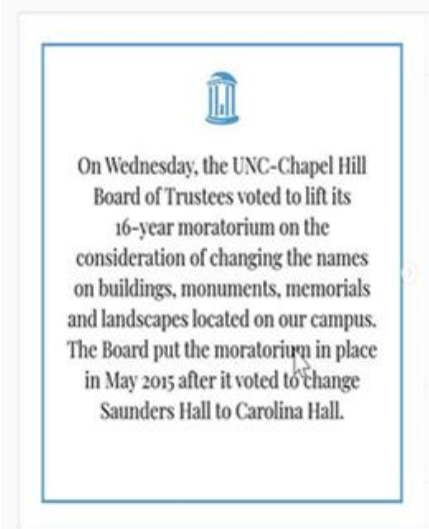 On Wednesday, the UNC-Chapel Hill
Board of Trustees voted to lift its
16-year moratorium on the
consideration of changing the names
on buildings, monuments, memorials
and landscapes located on our campus.
The Board put the moratorium in place
in May 2015 after it voted to change
Saunders Hall to Carolina Hall.